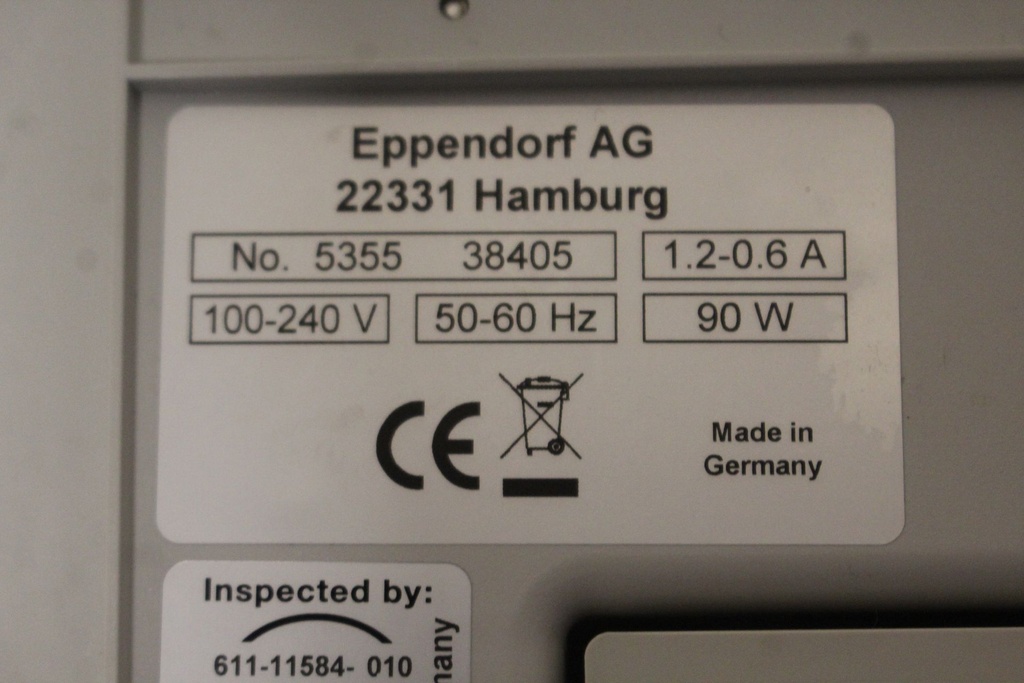 Eppendorf AG
22331 Hamburg
No. 5355 38405
1.2-0.6 A
100-240 V
50-60 Hz
90 W
CE
Made in
Germany
Inspected by:
611-11584- 010
many